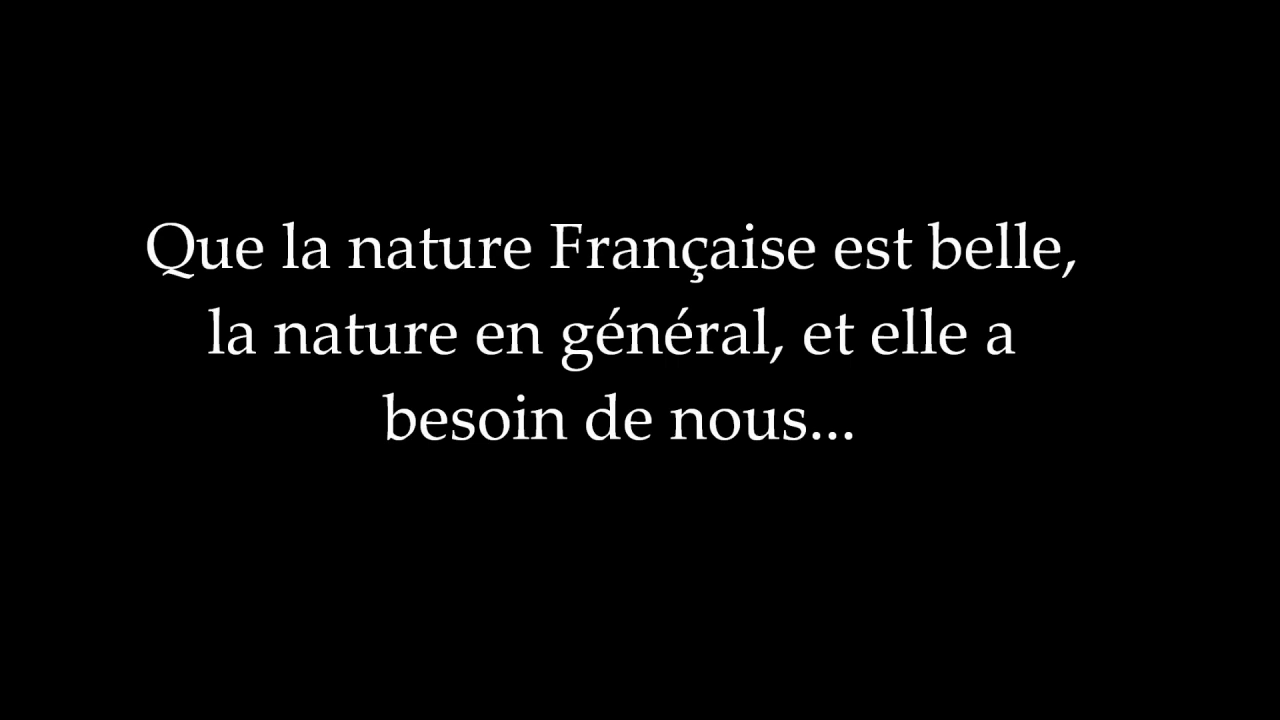 Que la nature Française est belle,
la nature en général, et elle a
besoin de nous...